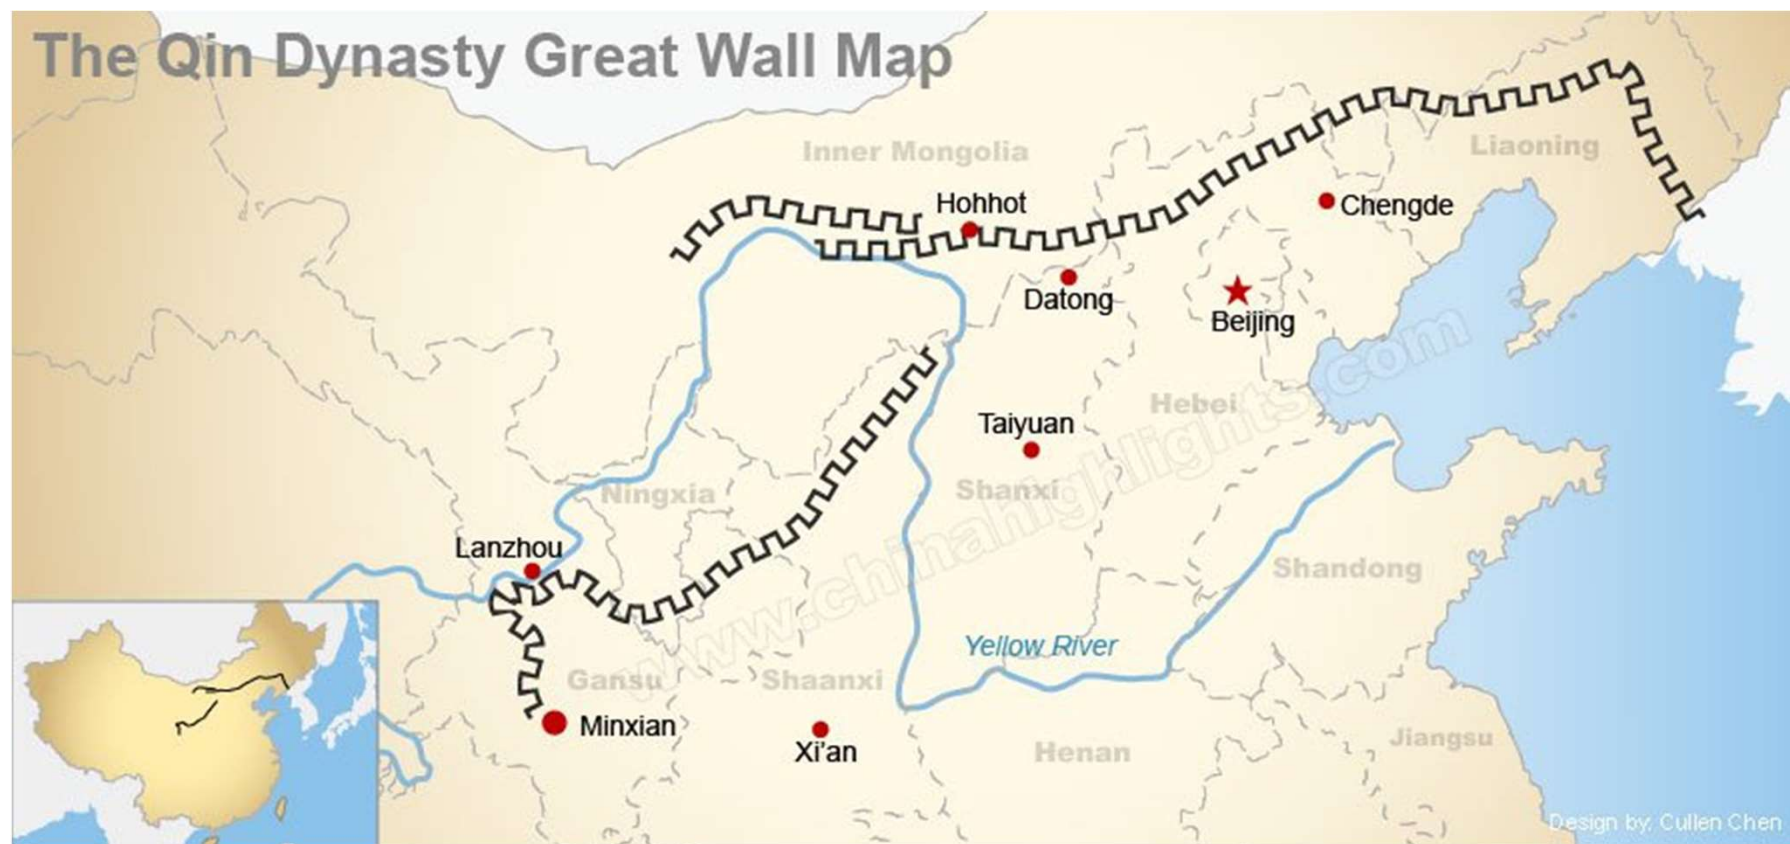 The Qin Dynasty Great Wall Map
Inner Mongolia
Liaoning
Hohhot
Chengde
Datong
Beijing
Hebei
Taiyuan
Shanxi
Ningxia
Lanzhou
Shandong
Yellow River
Gansu
Shaanxi
Minxian
Xi'an
Henan
Jiangsu
www.chinahighlights.com
Design by: Cullen Chen